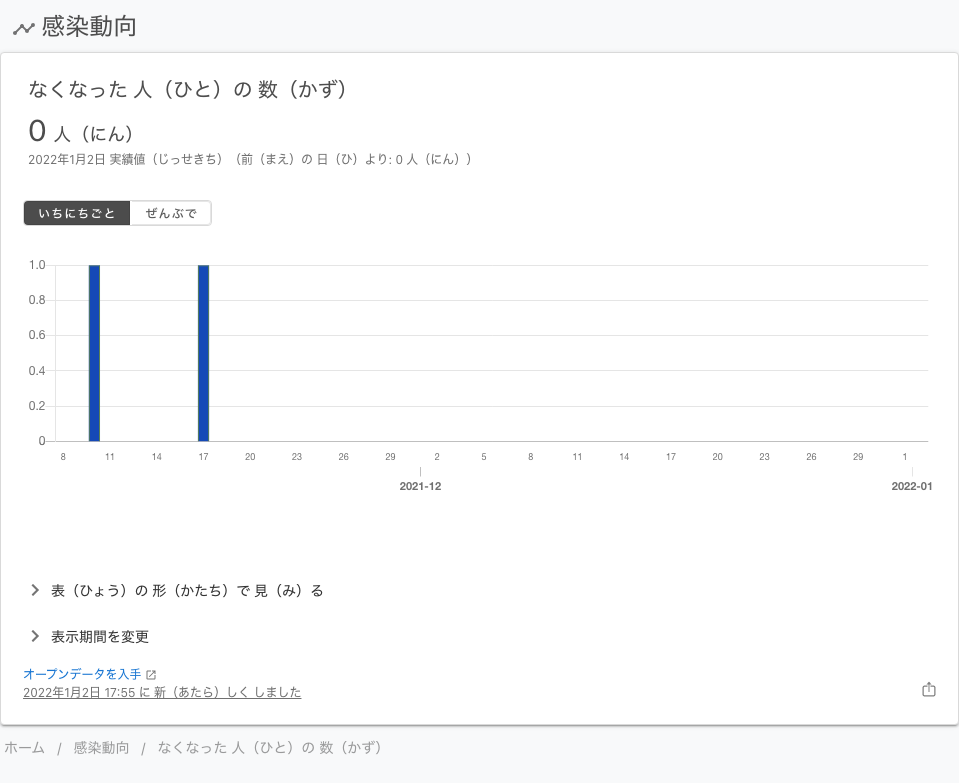 感染動向
なくなった 人（ひと）の 数（かず）
0 人（にん）
2022年1月2日 実績値（じっせきち）（前（まえ）の 日（ひ）より: 0 人（にん））
いちにちごと ぜんぶで
1.0
0.8
0.6
0.4
0.2
0
8 11 14 17 20 23 26 29 2 5 8 11 14 17 20 23 26 29 1
2021-12 2022-01
表（ひょう）の 形（かたち）で 見（み）る
表示期間を変更
オープンデータを入手
2022年1月2日 17:55 に 新（あたら）しく しました
ホーム / 感染動向 / なくなった 人（ひと）の 数（かず）